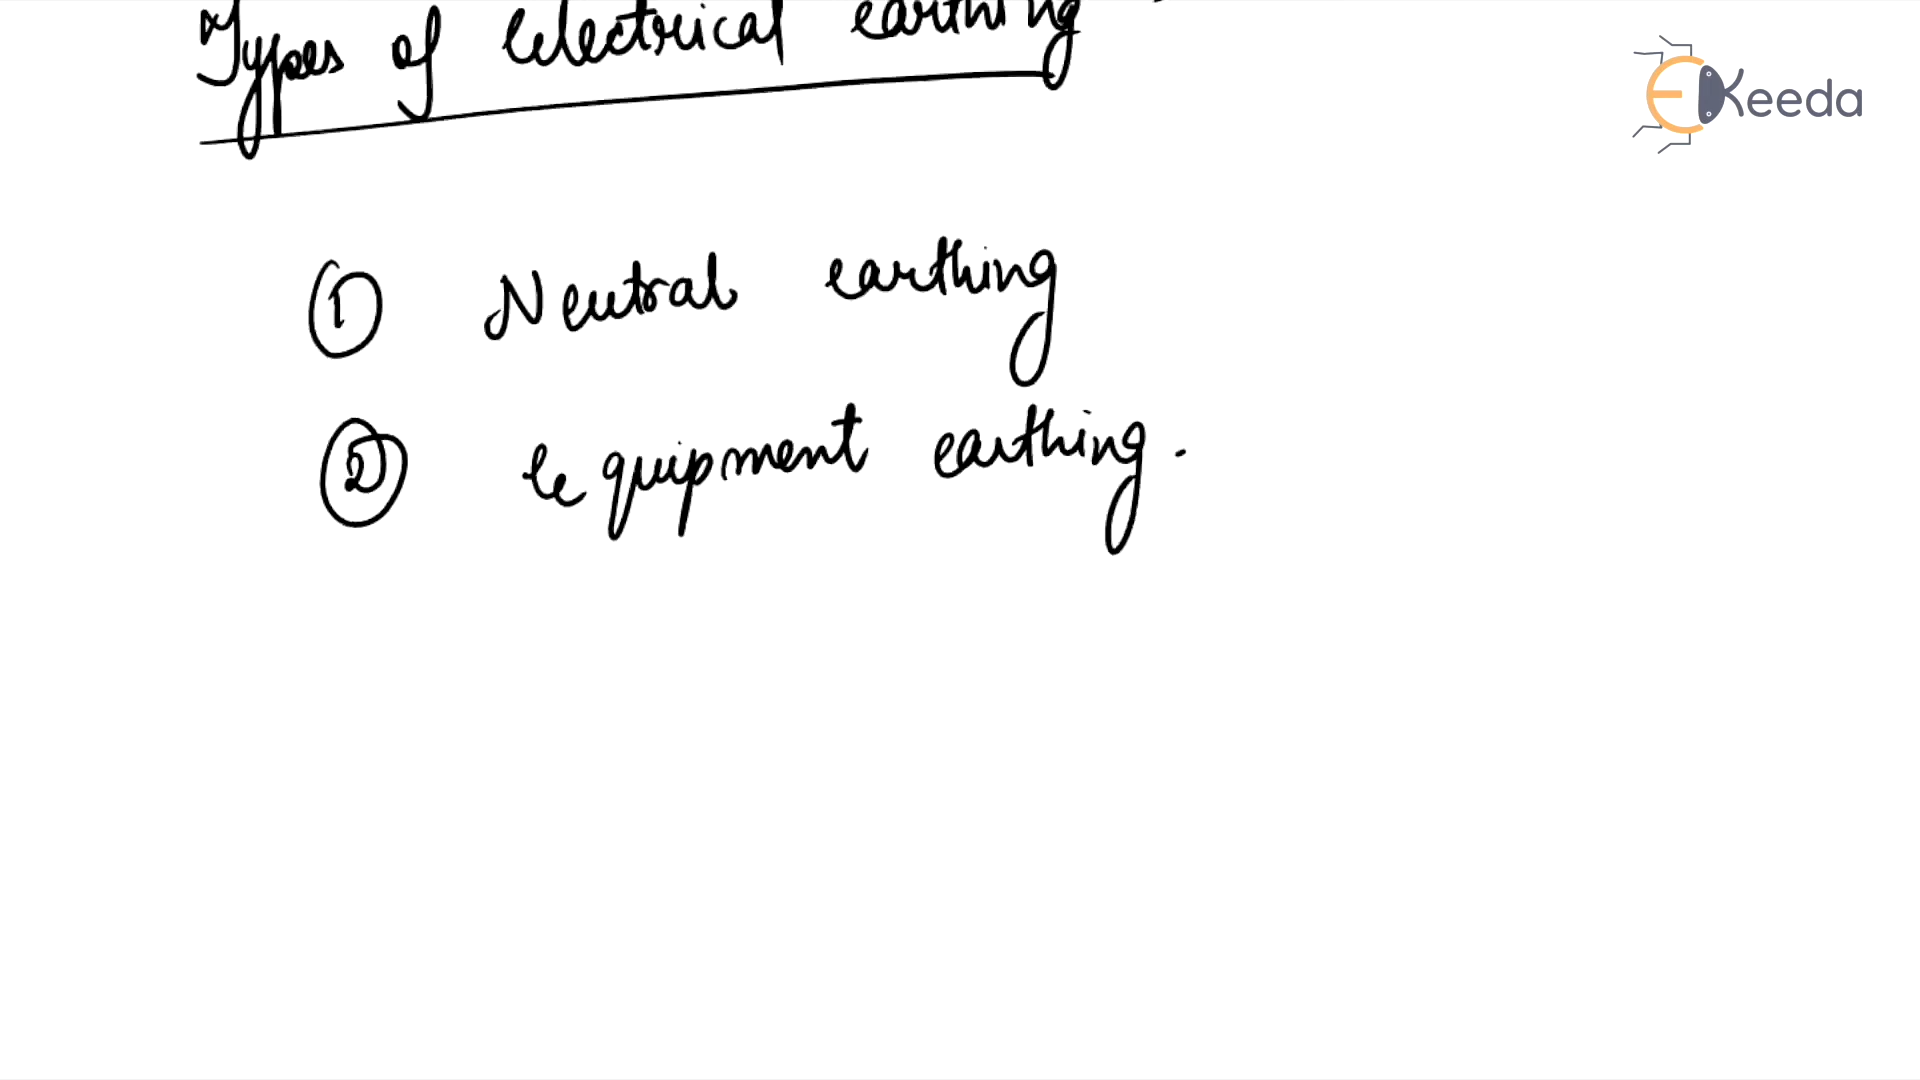 Types of Electrical earthing
EKeeda
① Neutral earthing
② Equipment earthing.